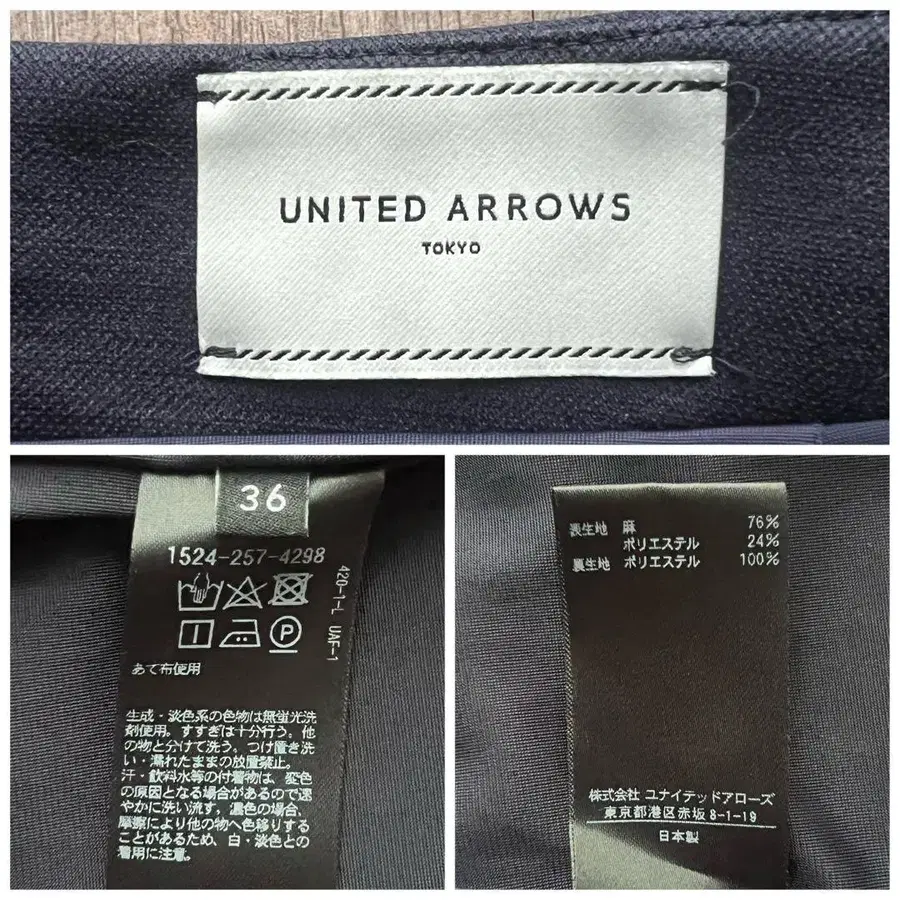 UNITED ARROWS
TOKYO
36
1524-257-4298
420-1-L UAF-1
あて布使用
生成・淡色系の色物は無蛍光洗
剤使用。すすぎは十分行う。他
の物と分けて洗う。つけ置き洗
い・濡れたままの放置禁止。
汗・飲料水等の付着物は、変色
の原因となる場合があるので速
やかに洗い流す。濃色の場合、
摩擦により他の物へ色移りする
ことがあるため、白・淡色との
着用に注意。
表生地 麻 76%
ポリエステル 24%
裏生地 ポリエステル 100%
株式会社 ユナイテッドアローズ
東京都港区赤坂 8-1-19
日本製